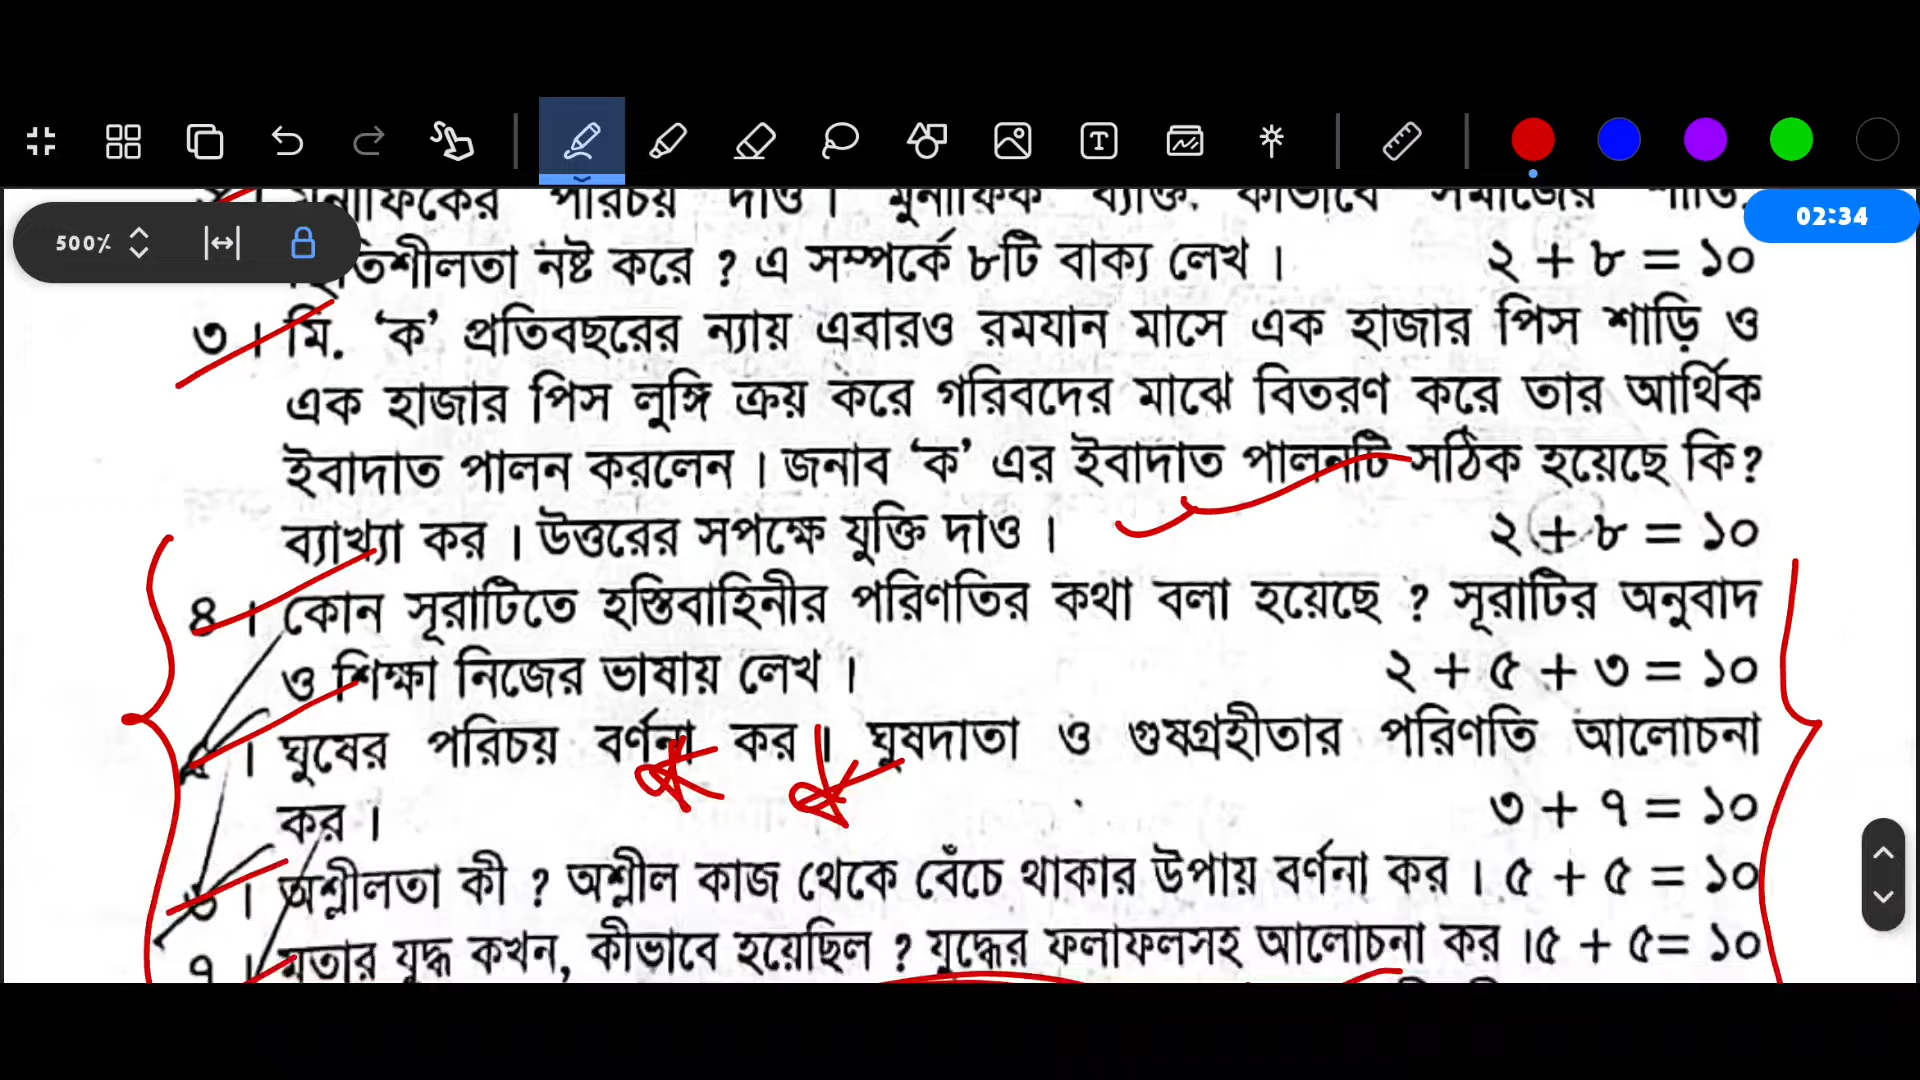 02:34
500%
মুনাফিকের পরিচয় দাও। মুনাফিক ব্যক্তি কীভাবে সমাজের শান্তি
স্থিতিশীলতা নষ্ট করে ? এ সম্পর্কে ৮টি বাক্য লেখ। ২ + ৮ = ১০
৩। মি. ‘ক’ প্রতিবছরের ন্যায় এবারও রমযান মাসে এক হাজার পিস শাড়ি ও
এক হাজার পিস লুঙ্গি ক্রয় করে গরিবদের মাঝে বিতরণ করে তার আর্থিক
ইবাদাত পালন করলেন। জনাব ‘ক’ এর ইবাদাত পালনটি সঠিক হয়েছে কি?
ব্যাখ্যা কর। উত্তরের সপক্ষে যুক্তি দাও। ২ + ৮ = ১০
৪। কোন সূরাটিতে হস্তিবাহিনীর পরিণতির কথা বলা হয়েছে ? সূরাটির অনুবাদ
ও শিক্ষা নিজের ভাষায় লেখ। ২ + ৫ + ৩ = ১০
৫। ঘুষের পরিচয় বর্ণনা কর। ঘুষদাতা ও গুষগ্রহীতার পরিণতি আলোচনা
কর। ৩ + ৭ = ১০
৬। অশ্লীলতা কী ? অশ্লীল কাজ থেকে বেঁচে থাকার উপায় বর্ণনা কর। ৫ + ৫ = ১০
৭। মুতার যুদ্ধ কখন, কীভাবে হয়েছিল ? যুদ্ধের ফলাফলসহ আলোচনা কর।৫ + ৫= ১০